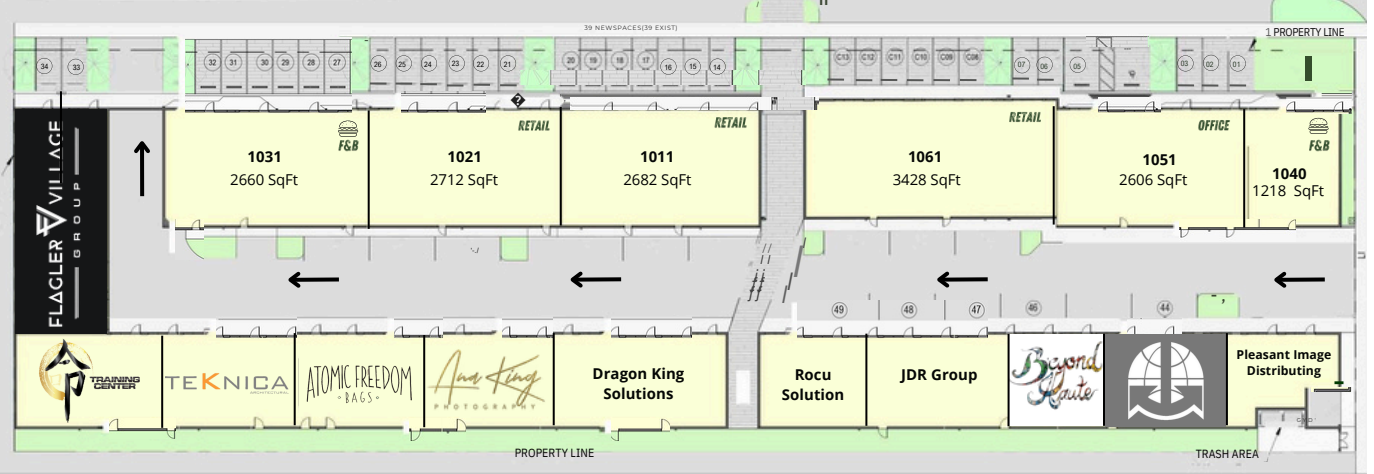 39 NEWSPACES(39 EXIST)
1 PROPERTY LINE
34
33
32
31
30
29
28
27
26
25
24
23
22
21
20
19
18
17
16
15
14
C13
C12
C11
C10
C09
C08
07
06
05
03
02
01
FLAGLER VILLAGE
GROUP
F&B
1031
2660 SqFt
RETAIL
1021
2712 SqFt
RETAIL
1011
2682 SqFt
RETAIL
1061
3428 SqFt
OFFICE
1051
2606 SqFt
F&B
1040
1218 SqFt
49
48
47
46
44
TRAINING
CENTER
TEKNICA
ARCHITECTURAL
ATOMIC FREEDOM
BAGS
Ana King
PHOTOGRAPHY
Dragon King
Solutions
Rocu
Solution
JDR Group
Beyond
Haute
Pleasant Image
Distributing
PROPERTY LINE
TRASH AREA